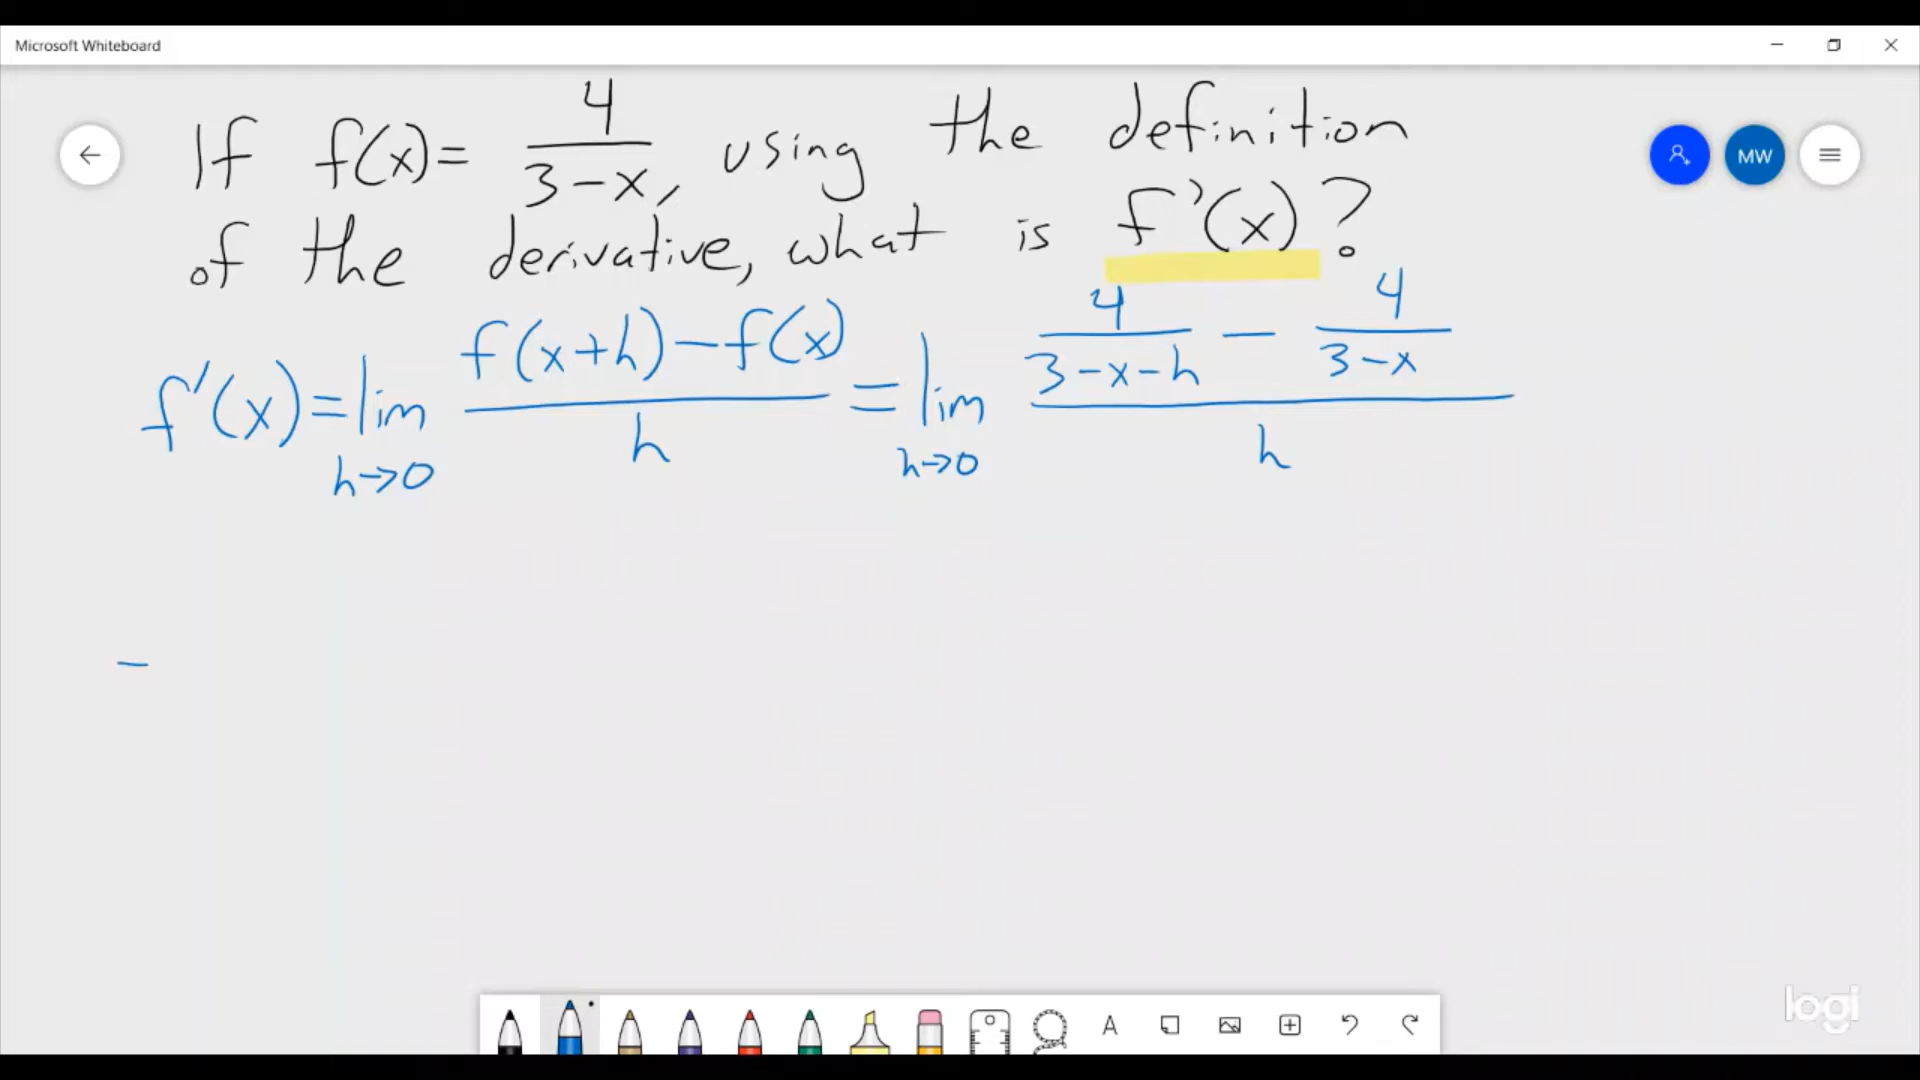 Microsoft Whiteboard
If f(x)= 4/(3-x), using the definition
of the derivative, what is f'(x)?
f'(x)=lim h→0 (f(x+h)-f(x))/h = lim h→0 (4/(3-x-h) - 4/(3-x))/h
-
MW
A
logi